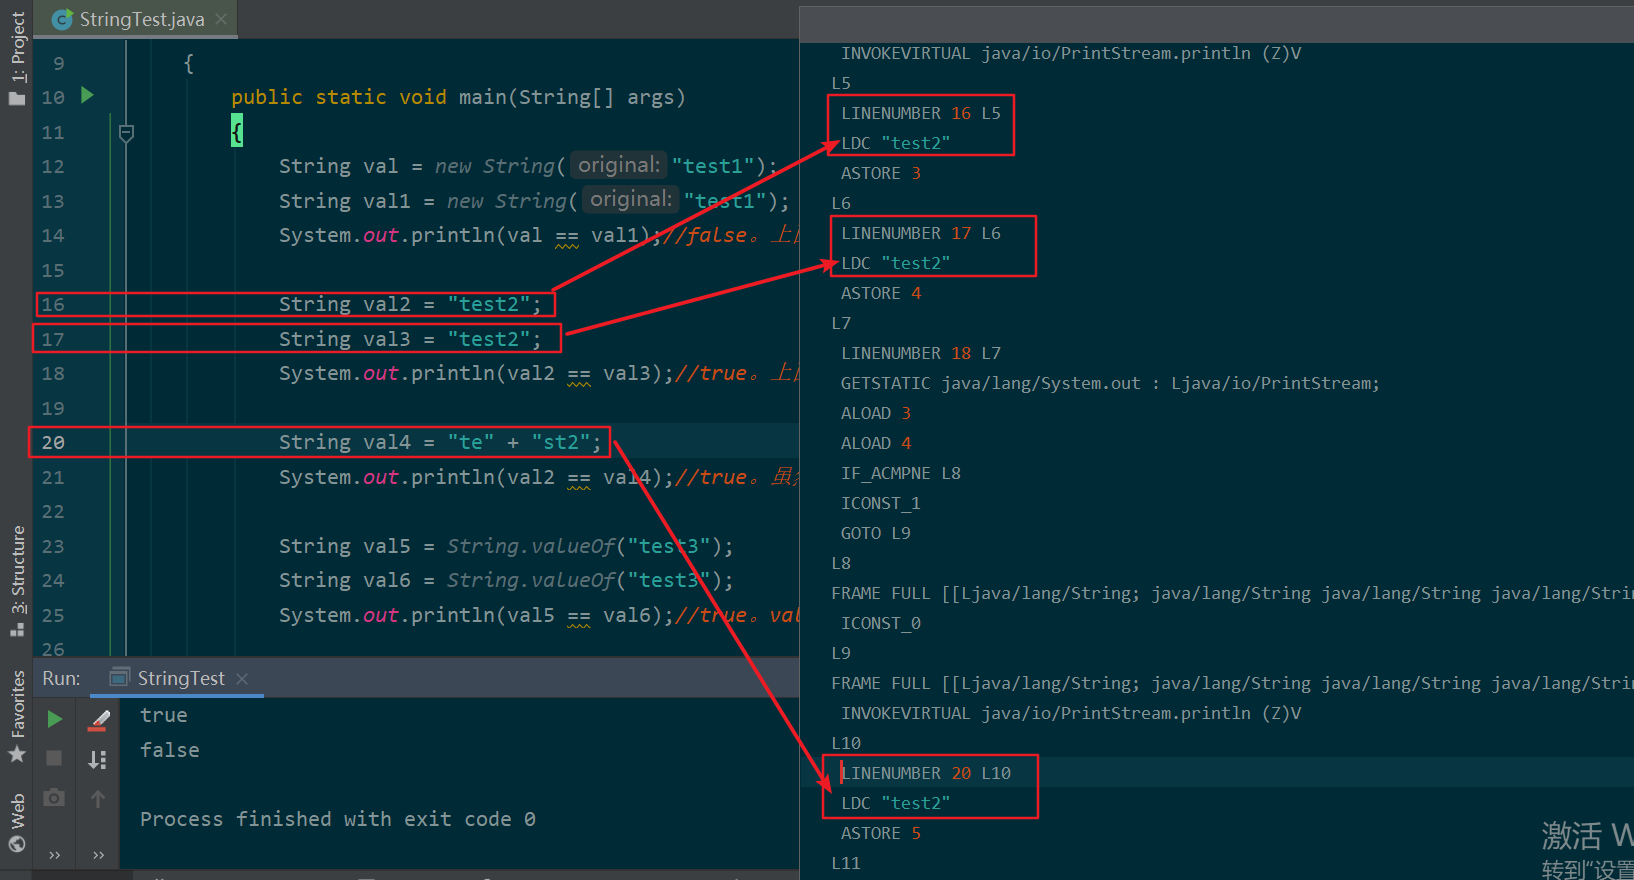 StringTest.java
1: Project
3: Structure
Favorites
Web
9 {
10 public static void main(String[] args)
11 {
12 String val = new String( original: "test1");
13 String val1 = new String( original: "test1");
14 System.out.println(val == val1);//false。上
15
16 String val2 = "test2";
17 String val3 = "test2";
18 System.out.println(val2 == val3);//true。上
19
20 String val4 = "te" + "st2";
21 System.out.println(val2 == val4);//true。虽
22
23 String val5 = String.valueOf("test3");
24 String val6 = String.valueOf("test3");
25 System.out.println(val5 == val6);//true。val
26
Run: StringTest
true
false
Process finished with exit code 0
INVOKEVIRTUAL java/io/PrintStream.println (Z)V
L5
LINENUMBER 16 L5
LDC "test2"
ASTORE 3
L6
LINENUMBER 17 L6
LDC "test2"
ASTORE 4
L7
LINENUMBER 18 L7
GETSTATIC java/lang/System.out : Ljava/io/PrintStream;
ALOAD 3
ALOAD 4
IF_ACMPNE L8
ICONST_1
GOTO L9
L8
FRAME FULL [[Ljava/lang/String; java/lang/String java/lang/String java/lang/Strin
ICONST_0
L9
FRAME FULL [[Ljava/lang/String; java/lang/String java/lang/String java/lang/Strin
INVOKEVIRTUAL java/io/PrintStream.println (Z)V
L10
LINENUMBER 20 L10
LDC "test2"
ASTORE 5
L11
激活 W
转到"设置